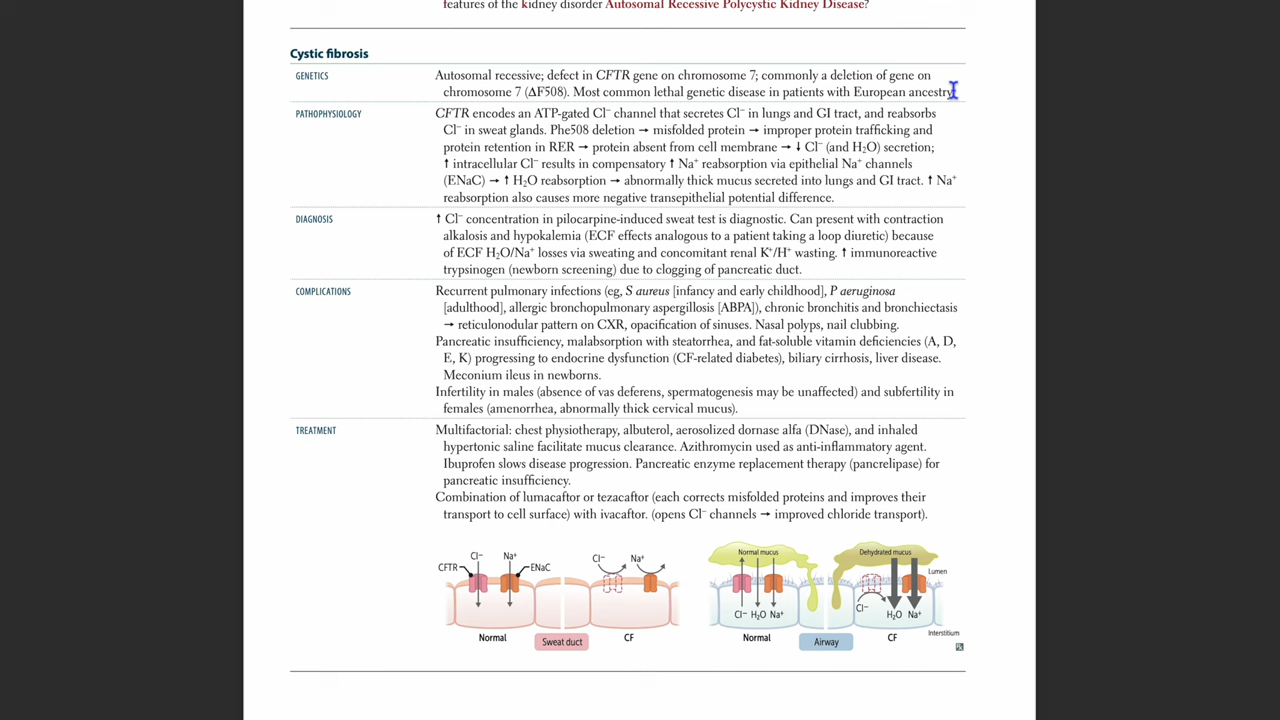 features of the kidney disorder Autosomal Recessive Polycystic Kidney Disease?
Cystic fibrosis
GENETICS
Autosomal recessive; defect in CFTR gene on chromosome 7; commonly a deletion of gene on
chromosome 7 (ΔF508). Most common lethal genetic disease in patients with European ancestry.
PATHOPHYSIOLOGY
CFTR encodes an ATP-gated Cl⁻ channel that secretes Cl⁻ in lungs and GI tract, and reabsorbs
Cl⁻ in sweat glands. Phe508 deletion → misfolded protein → improper protein trafficking and
protein retention in RER → protein absent from cell membrane → ↓ Cl⁻ (and H₂O) secretion;
↑ intracellular Cl⁻ results in compensatory ↑ Na⁺ reabsorption via epithelial Na⁺ channels
(ENaC) → ↑ H₂O reabsorption → abnormally thick mucus secreted into lungs and GI tract. ↑ Na⁺
reabsorption also causes more negative transepithelial potential difference.
DIAGNOSIS
↑ Cl⁻ concentration in pilocarpine-induced sweat test is diagnostic. Can present with contraction
alkalosis and hypokalemia (ECF effects analogous to a patient taking a loop diuretic) because
of ECF H₂O/Na⁺ losses via sweating and concomitant renal K⁺/H⁺ wasting. ↑ immunoreactive
trypsinogen (newborn screening) due to clogging of pancreatic duct.
COMPLICATIONS
Recurrent pulmonary infections (eg, S aureus [infancy and early childhood], P aeruginosa
[adulthood], allergic bronchopulmonary aspergillosis [ABPA]), chronic bronchitis and bronchiectasis
→ reticulonodular pattern on CXR, opacification of sinuses. Nasal polyps, nail clubbing.
Pancreatic insufficiency, malabsorption with steatorrhea, and fat-soluble vitamin deficiencies (A, D,
E, K) progressing to endocrine dysfunction (CF-related diabetes), biliary cirrhosis, liver disease.
Meconium ileus in newborns.
Infertility in males (absence of vas deferens, spermatogenesis may be unaffected) and subfertility in
females (amenorrhea, abnormally thick cervical mucus).
TREATMENT
Multifactorial: chest physiotherapy, albuterol, aerosolized dornase alfa (DNase), and inhaled
hypertonic saline facilitate mucus clearance. Azithromycin used as anti-inflammatory agent.
Ibuprofen slows disease progression. Pancreatic enzyme replacement therapy (pancrelipase) for
pancreatic insufficiency.
Combination of lumacaftor or tezacaftor (each corrects misfolded proteins and improves their
transport to cell surface) with ivacaftor. (opens Cl⁻ channels → improved chloride transport).
Cl⁻ Na⁺
CFTR ENaC
Cl⁻ Na⁺
Normal
Sweat duct
CF
Normal mucus
Cl⁻ H₂O Na⁺
Normal
Airway
Dehydrated mucus
Lumen
Cl⁻ H₂O Na⁺
CF
Interstitium